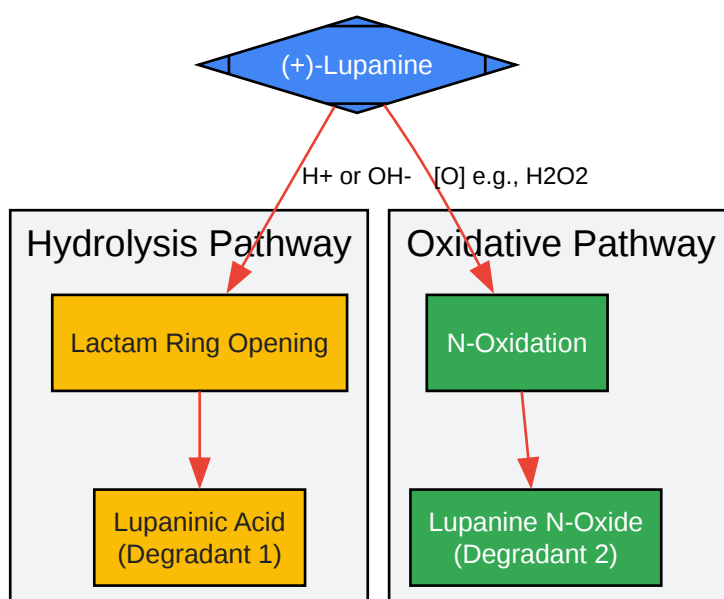 (+)-Lupanine
H+ or OH-
[O] e.g., H2O2
Hydrolysis Pathway
Oxidative Pathway
Lactam Ring Opening
N-Oxidation
Lupaninic Acid
(Degradant 1)
Lupanine N-Oxide
(Degradant 2)